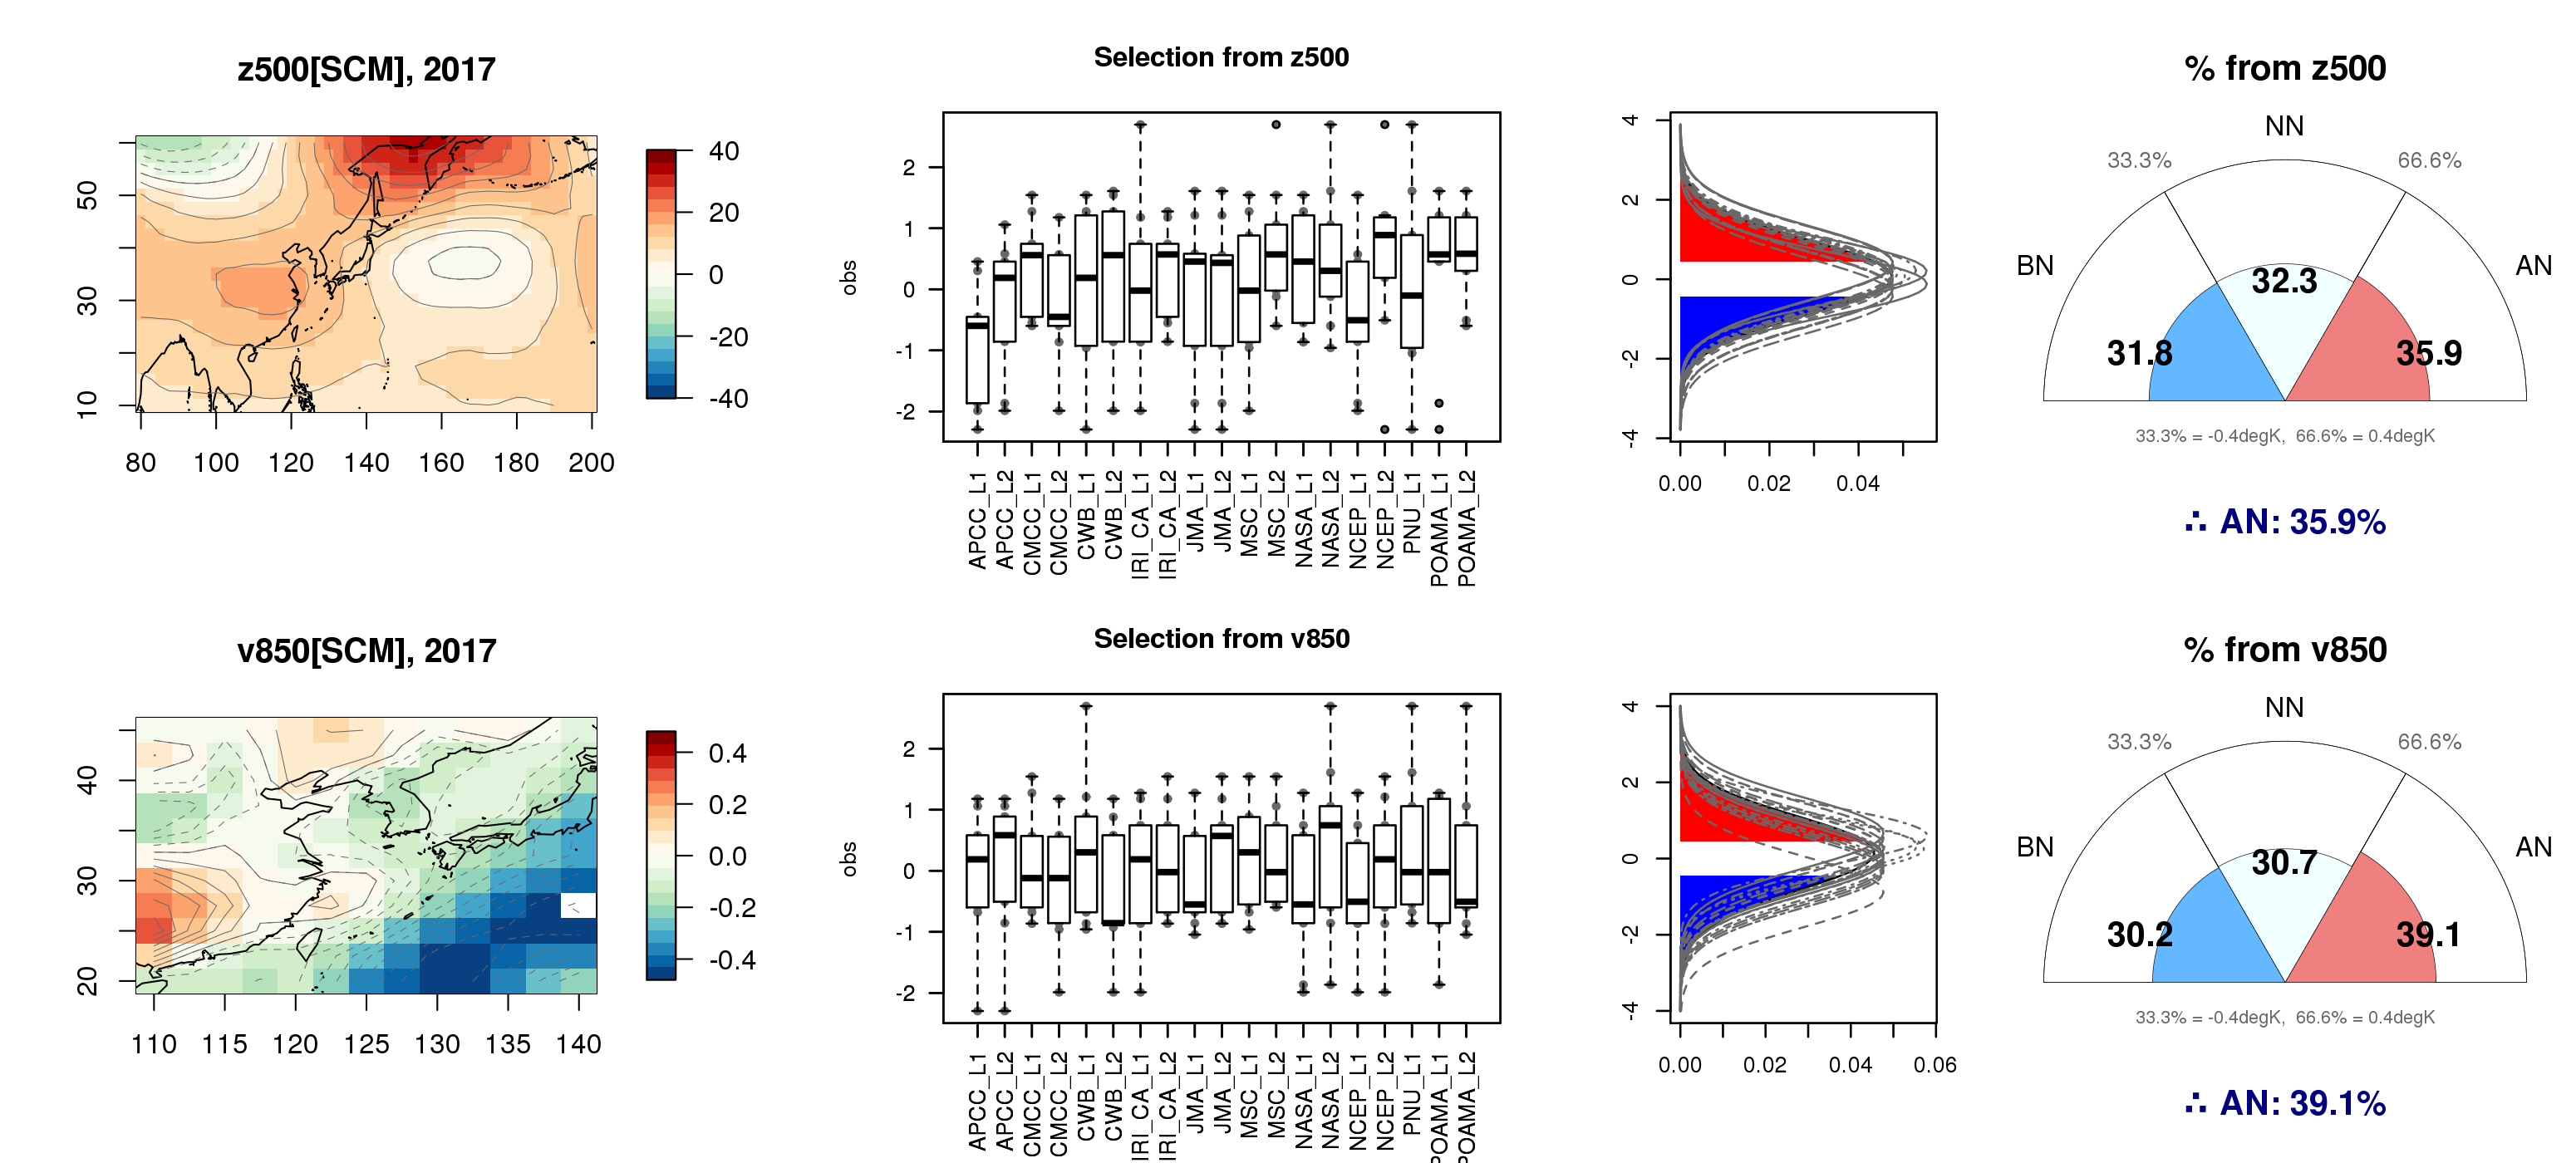 z500[SCM], 2017
40
20
0
-20
-40
50
30
10
80 100 120 140 160 180 200
Selection from z500
obs
2
1
0
-1
-2
APCC_L1
APCC_L2
CMCC_L1
CMCC_L2
CWB_L1
CWB_L2
IRI_CA_L1
IRI_CA_L2
JMA_L1
JMA_L2
MSC_L1
MSC_L2
NASA_L1
NASA_L2
NCEP_L1
NCEP_L2
PNU_L1
POAMA_L1
POAMA_L2
4
2
0
-2
-4
0.00 0.02 0.04
% from z500
NN
33.3% 66.6%
BN AN
32.3
31.8 35.9
33.3% = -0.4degK, 66.6% = 0.4degK
∴ AN: 35.9%
v850[SCM], 2017
0.4
0.2
0.0
-0.2
-0.4
40
30
20
110 115 120 125 130 135 140
Selection from v850
obs
2
1
0
-1
-2
APCC_L1
APCC_L2
CMCC_L1
CMCC_L2
CWB_L1
CWB_L2
IRI_CA_L1
IRI_CA_L2
JMA_L1
JMA_L2
MSC_L1
MSC_L2
NASA_L1
NASA_L2
NCEP_L1
NCEP_L2
PNU_L1
POAMA_L1
POAMA_L2
4
2
0
-2
-4
0.00 0.02 0.04 0.06
% from v850
NN
33.3% 66.6%
BN AN
30.7
30.2 39.1
33.3% = -0.4degK, 66.6% = 0.4degK
∴ AN: 39.1%